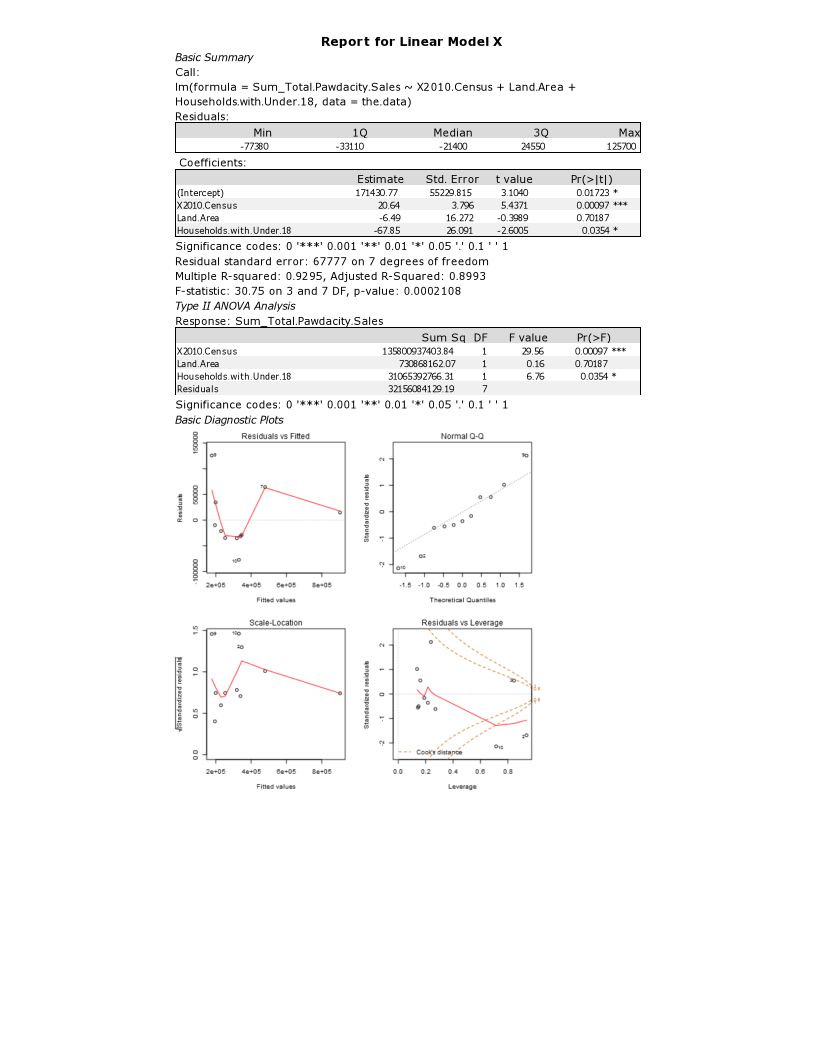 Report for Linear Model X
Basic Summary
Call:
lm(formula = Sum_Total.Pawdacity.Sales ~ X2010.Census + Land.Area +
Households.with.Under.18, data = the.data)
Residuals:
Min 1Q Median 3Q Max
-77380 -33110 -21400 24550 125700
Coefficients:
Estimate Std. Error t value Pr(>|t|)
(Intercept) 171430.77 55229.815 3.1040 0.01723 *
X2010.Census 20.64 3.796 5.4371 0.00097 ***
Land.Area -6.49 16.272 -0.3989 0.70187
Households.with.Under.18 -67.85 26.091 -2.6005 0.0354 *
Significance codes: 0 '***' 0.001 '**' 0.01 '*' 0.05 '.' 0.1 ' ' 1
Residual standard error: 67777 on 7 degrees of freedom
Multiple R-squared: 0.9295, Adjusted R-Squared: 0.8993
F-statistic: 30.75 on 3 and 7 DF, p-value: 0.0002108
Type II ANOVA Analysis
Response: Sum_Total.Pawdacity.Sales
Sum Sq DF F value Pr(>F)
X2010.Census 135800937403.84 1 29.56 0.00097 ***
Land.Area 730868162.07 1 0.16 0.70187
Households.with.Under.18 31065392766.31 1 6.76 0.0354 *
Residuals 32156084129.19 7
Significance codes: 0 '***' 0.001 '**' 0.01 '*' 0.05 '.' 0.1 ' ' 1
Basic Diagnostic Plots
Residuals vs Fitted
Residuals
-100000 0 50000 150000
2e+05 4e+05 6e+05 8e+05
Fitted values
Normal Q-Q
Standardized residuals
-2 -1 0 1 2
-1.5 -1.0 -0.5 0.0 0.5 1.0 1.5
Theoretical Quantiles
Scale-Location
Standardized residuals
0.0 0.5 1.0 1.5
2e+05 4e+05 6e+05 8e+05
Fitted values
Residuals vs Leverage
Standardized residuals
-2 -1 0 1 2
Cook's distance
0.0 0.2 0.4 0.6 0.8
Leverage